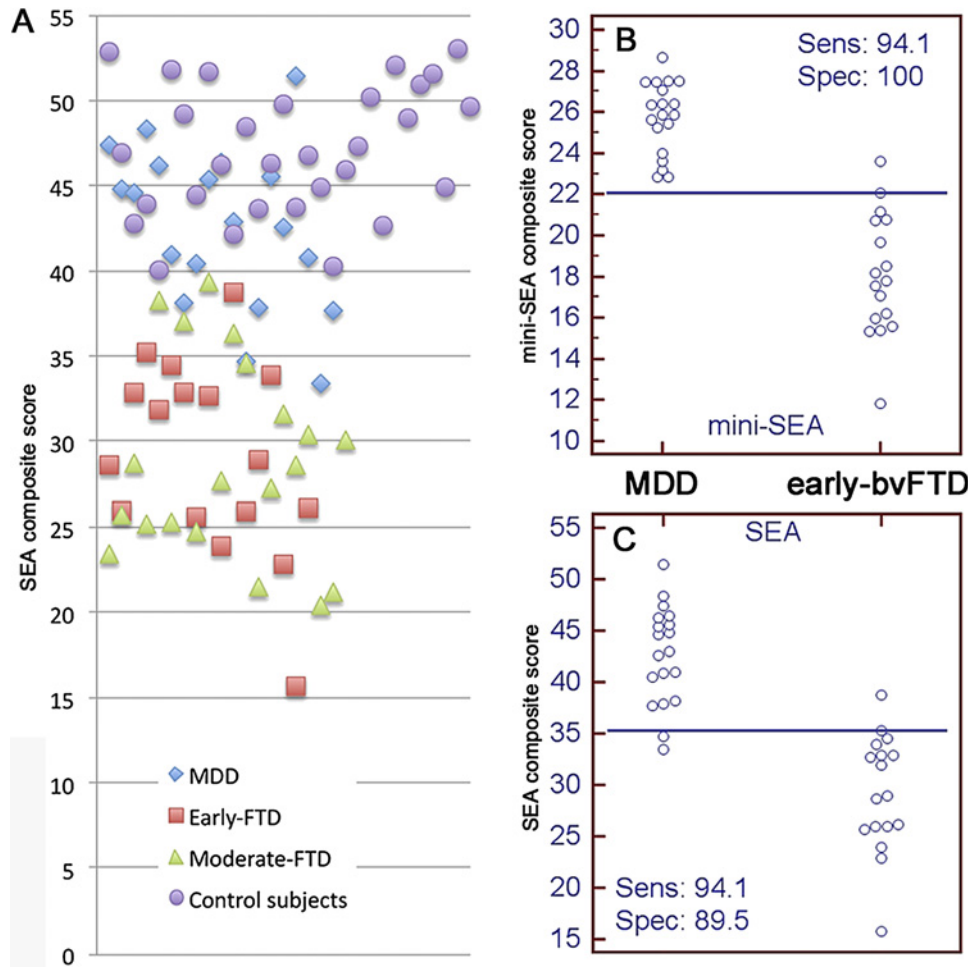 A
SEA composite score
55
50
45
40
35
30
25
20
15
10
5
0
MDD
Early-FTD
Moderate-FTD
Control subjects
B
mini-SEA composite score
30
28
26
24
22
20
18
16
14
12
10
Sens: 94.1
Spec: 100
mini-SEA
MDD
early-bvFTD
C
SEA
SEA composite score
55
50
45
40
35
30
25
20
15
Sens: 94.1
Spec: 89.5